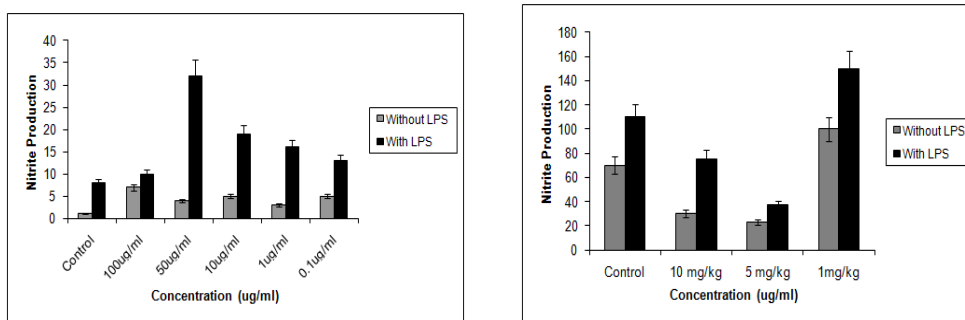 40
35
30
25
20
15
10
5
0
Nitrite Production
Control
100ug/ml
50ug/ml
10ug/ml
1ug/ml
0.1ug/ml
Concentration (ug/ml)
Without LPS
With LPS
180
160
140
120
100
80
60
40
20
0
Nitrite Production
Control 10 mg/kg 5 mg/kg 1mg/kg
Concentration (ug/ml)
Without LPS
With LPS